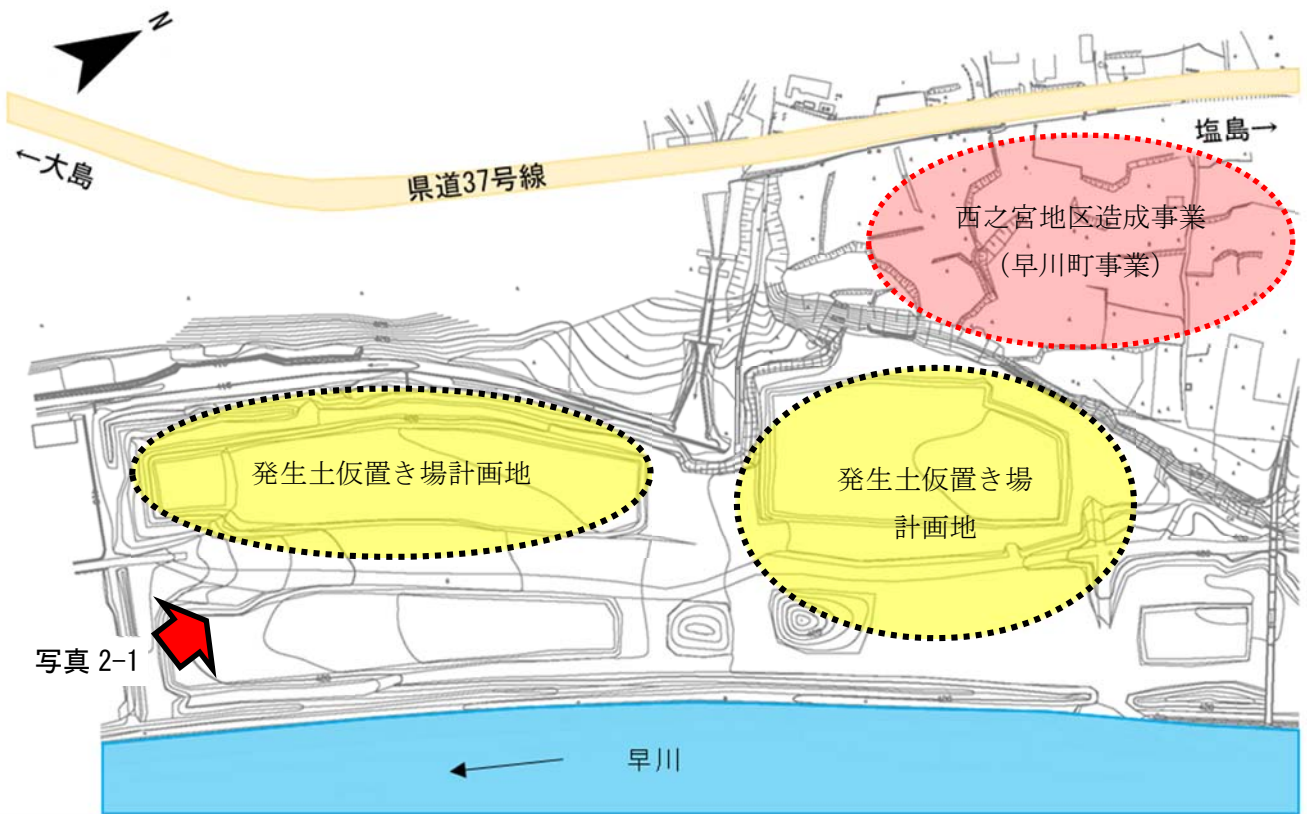 N
塩島→
←大島
県道37号線
西之宮地区造成事業
（早川町事業）
発生土仮置き場計画地
発生土仮置き場
計画地
写真 2-1
早川